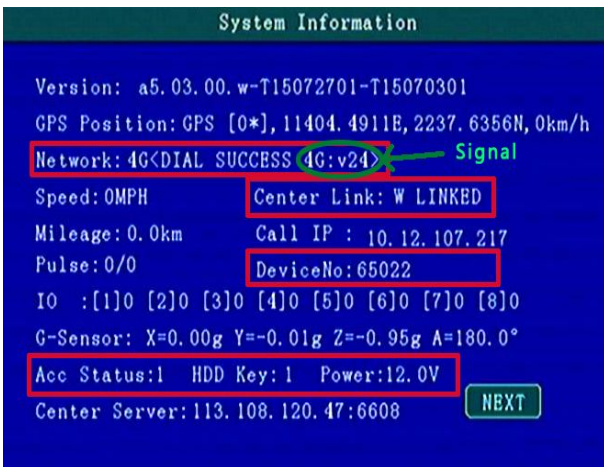 System Information
Version: a5.03.00.w-T15072701-T15070301
GPS Position:GPS [0*],11404.4911E,2237.6356N,0km/h
Network:4G<DIAL SUCCESS 4G:v24> Signal
Speed:0MPH Center Link: W LINKED
Mileage:0.0km Call IP : 10.12.107.217
Pulse:0/0 DeviceNo:65022
IO :[1]0 [2]0 [3]0 [4]0 [5]0 [6]0 [7]0 [8]0
G-Sensor: X=0.00g Y=-0.01g Z=-0.95g A=180.0°
Acc Status:1 HDD Key:1 Power:12.0V
Center Server:113.108.120.47:6608 NEXT